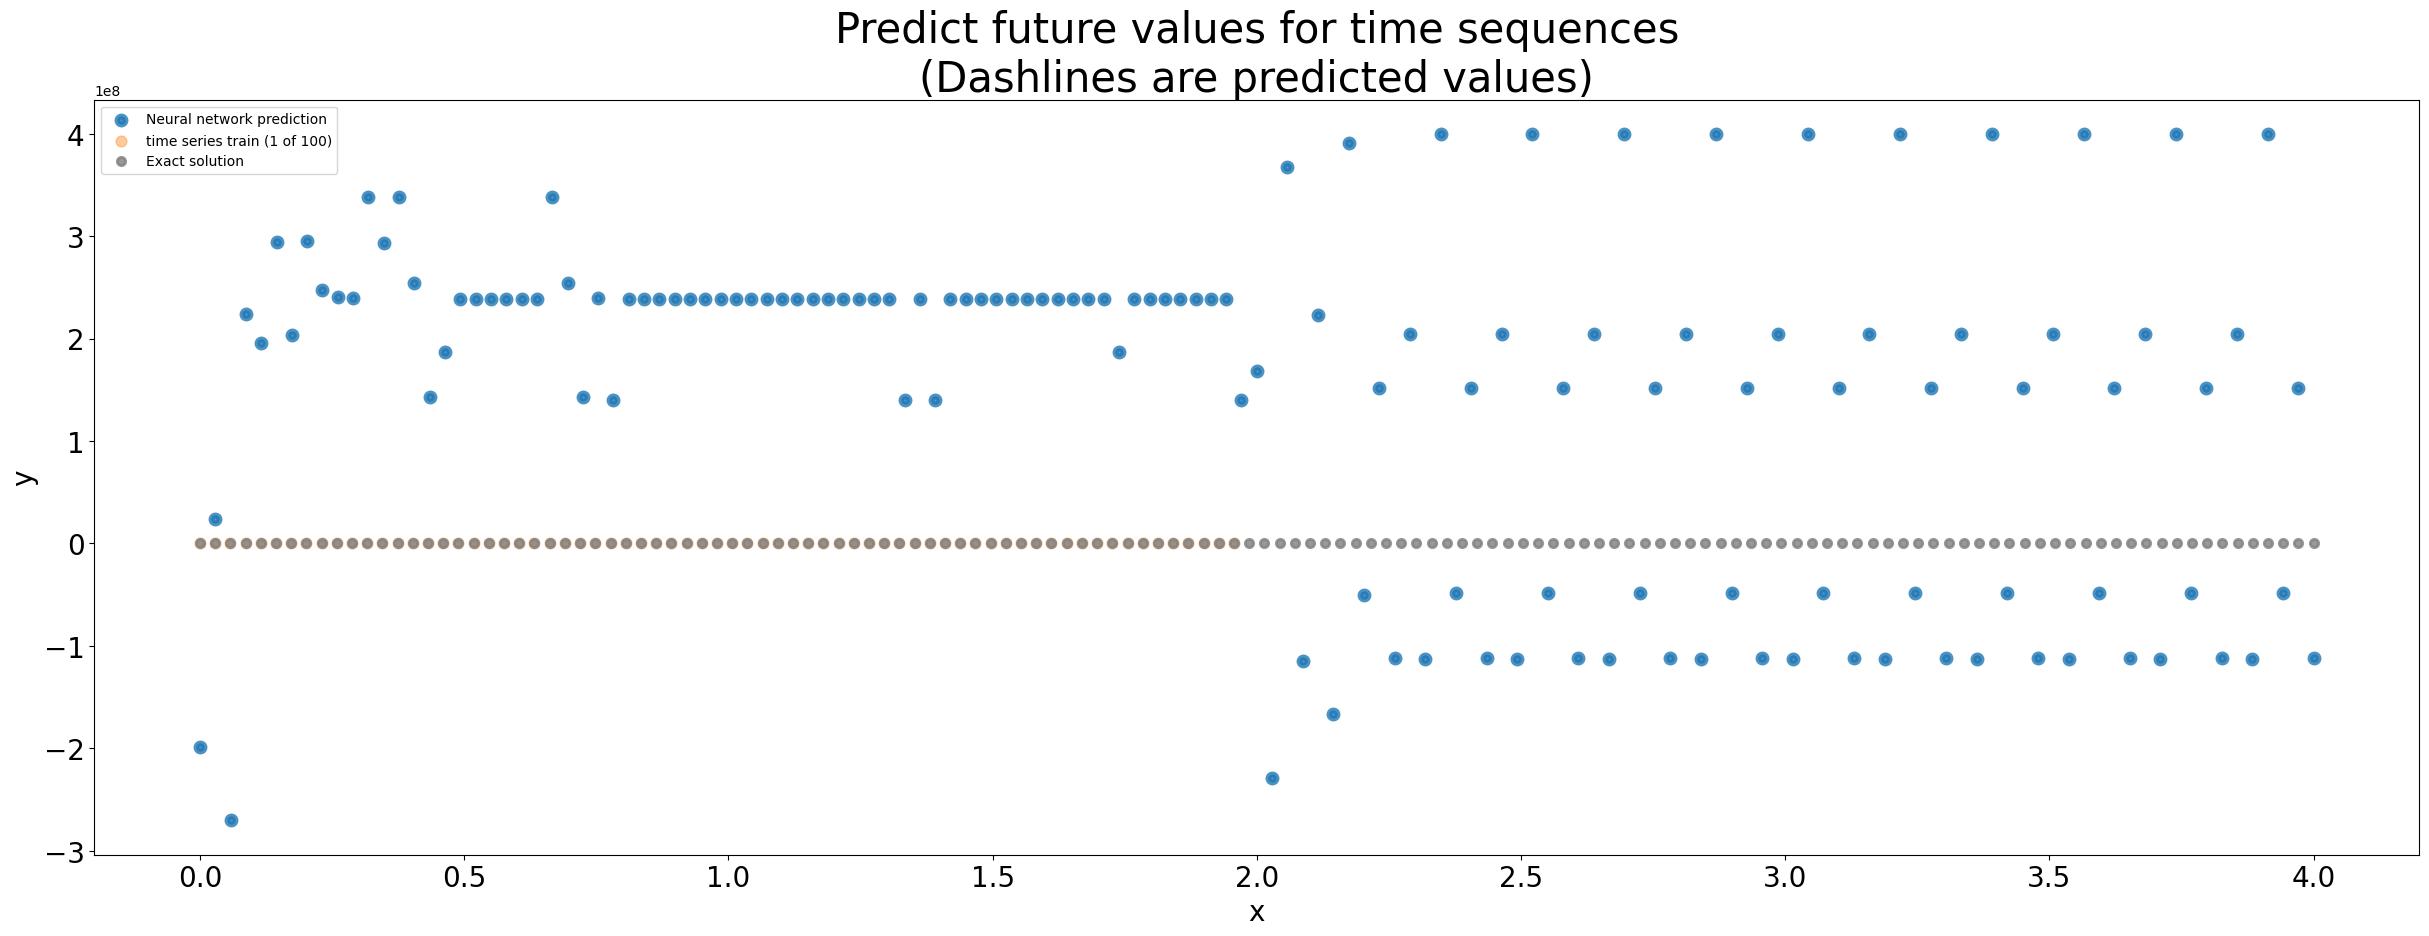 Predict future values for time sequences
(Dashlines are predicted values)
1e8
Neural network prediction
time series train (1 of 100)
Exact solution
4
3
2
1
0
−1
−2
−3
y
0.0 0.5 1.0 1.5 2.0 2.5 3.0 3.5 4.0
x